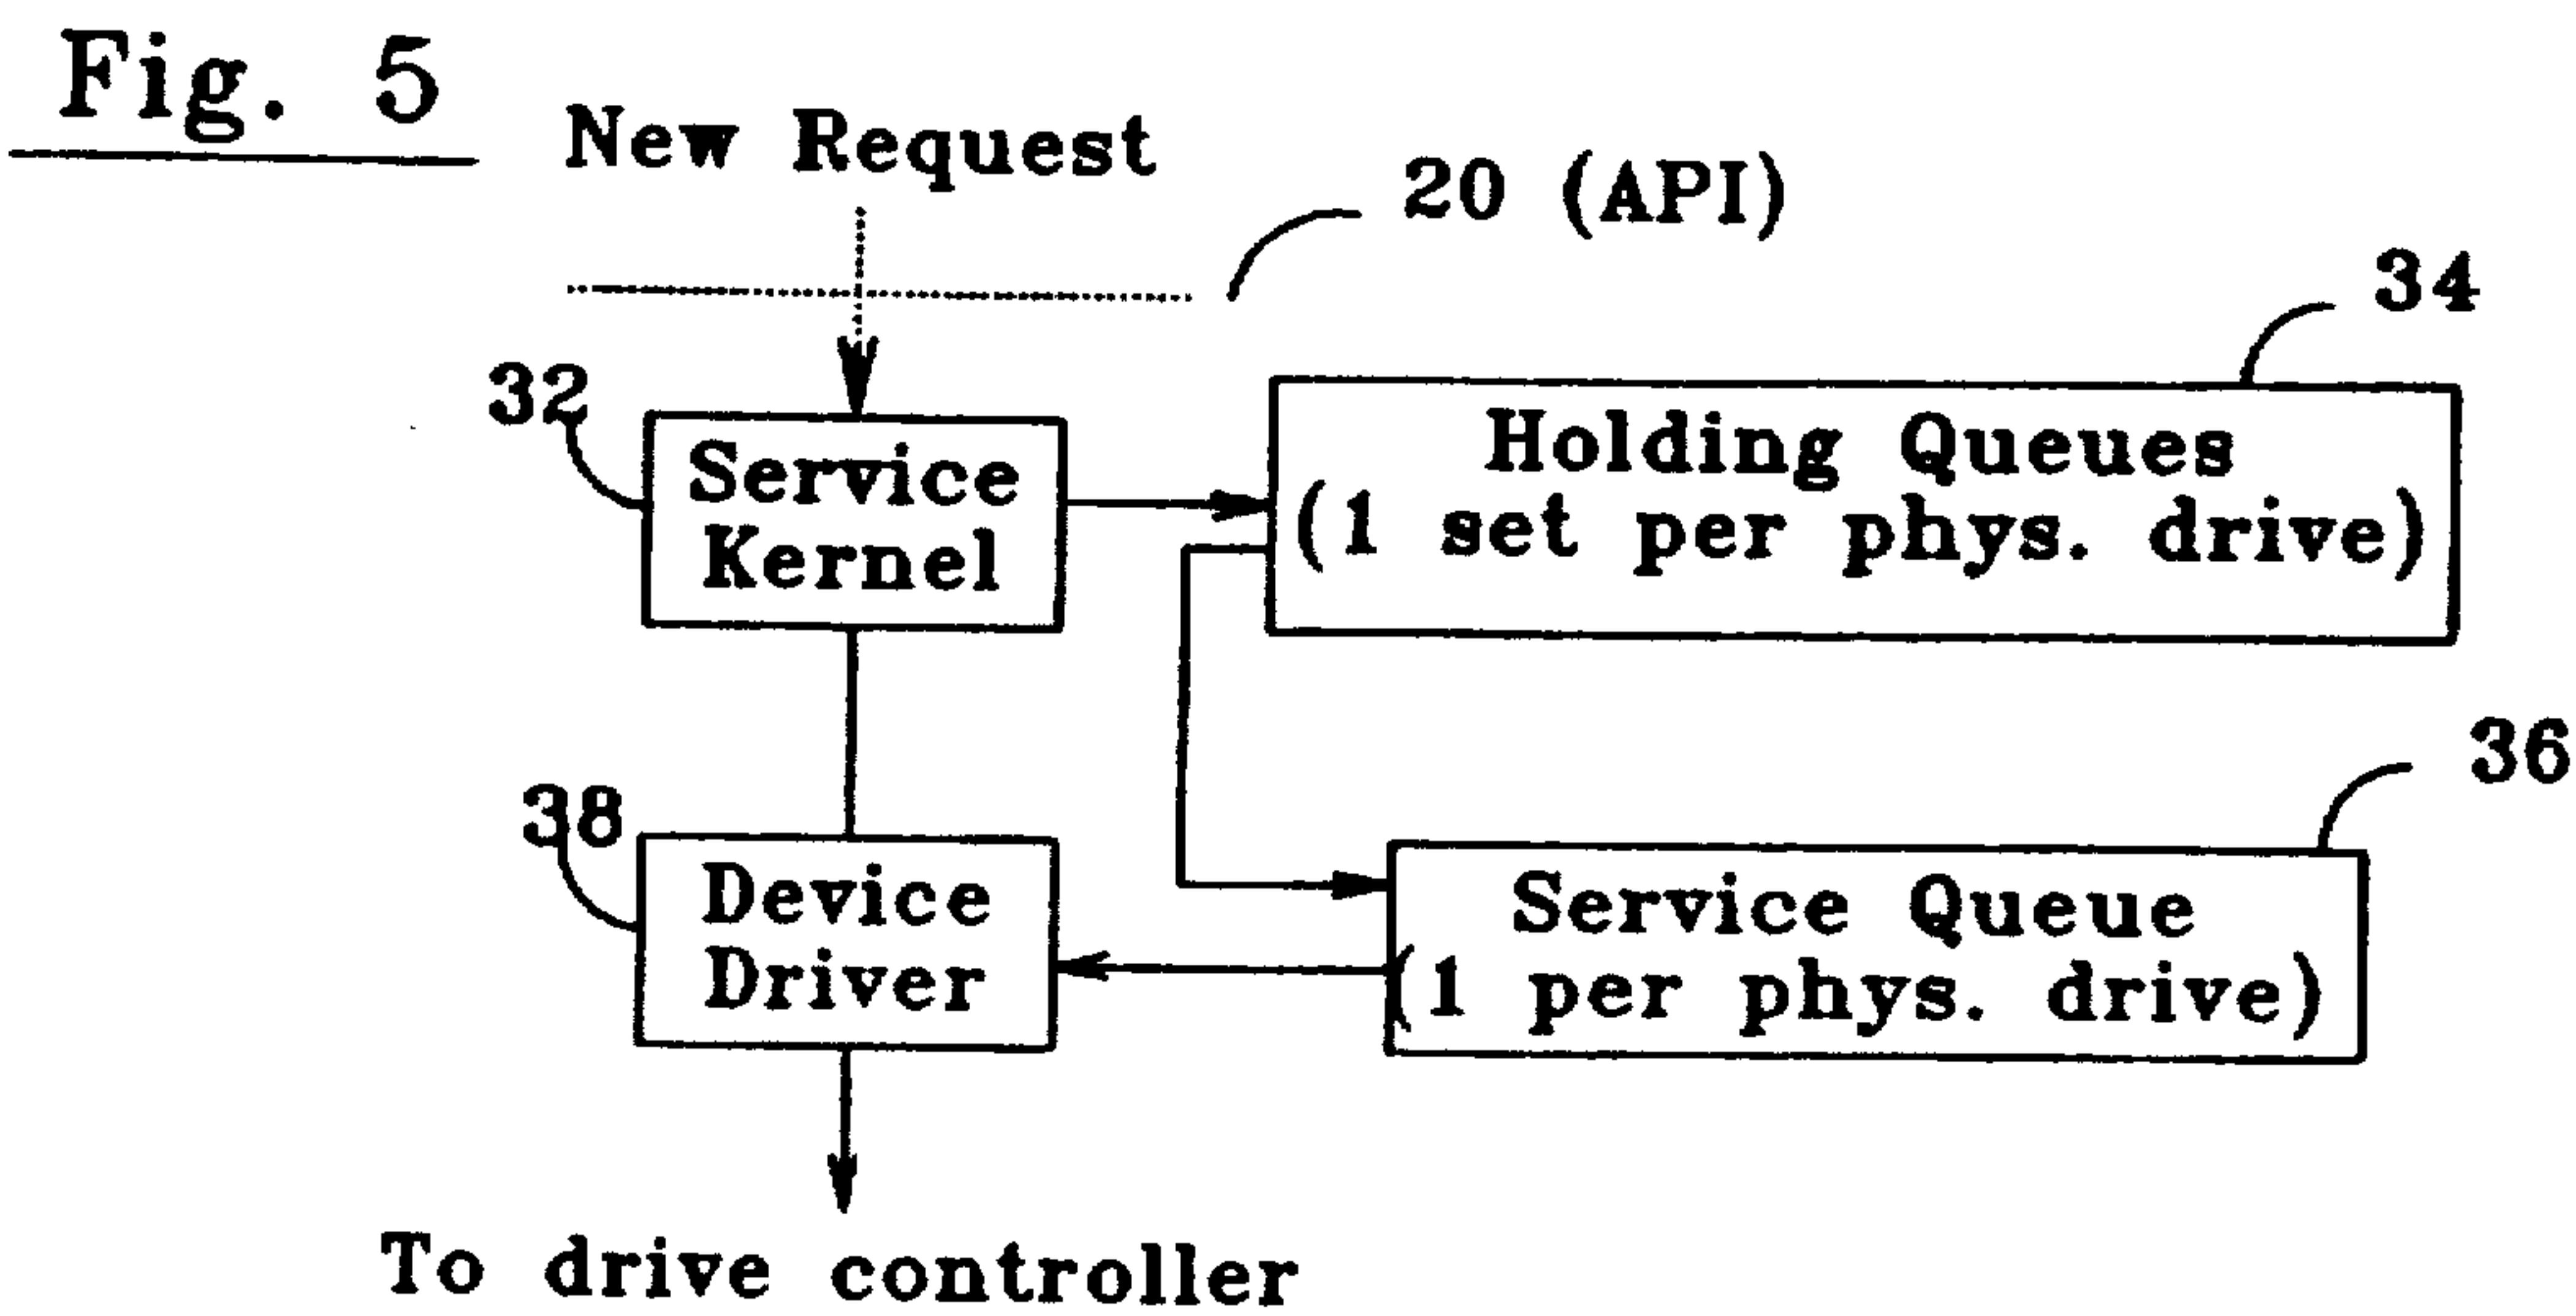 Fig. 5
New Request
20 (API)
34
32
Service
Kernel
Holding Queues
(1 set per phys. drive)
36
38
Device
Driver
Service Queue
(1 per phys. drive)
To drive controller